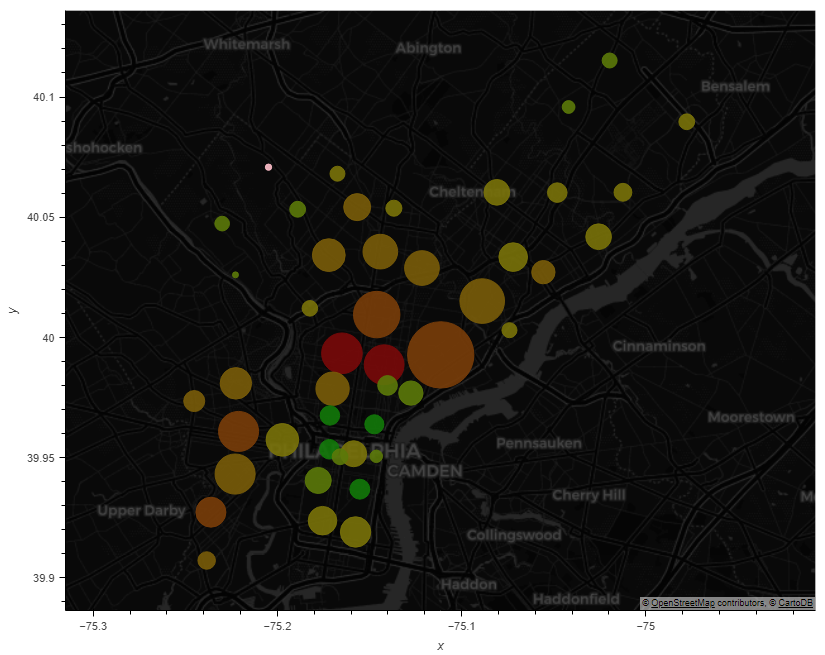 Whitemarsh
Abington
40.1
Bensalem
shohocken
Cheltenham
40.05
y
40
Cinnaminson
Moorestown
39.95
PHILADELPHIA
Pennsauken
CAMDEN
Upper Darby
Cherry Hill
Collingswood
39.9
Haddon
Haddonfield
© OpenStreetMap contributors, © CartoDB
−75.3
−75.2
−75.1
−75
x